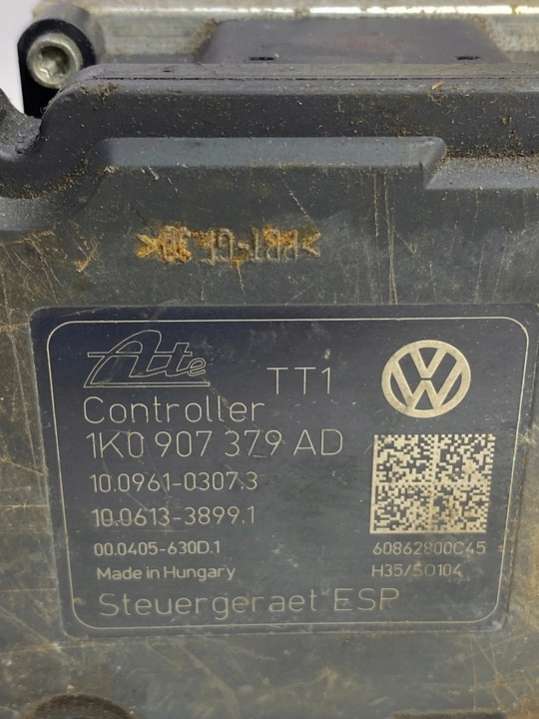 Ate
TT1
Controller
1K0 907 379 AD
10.0961-0307.3
10.0613-3899.1
00.0405-630D.1
60862800C45
Made in Hungary
H35/SO104
Steuergeraet ESP